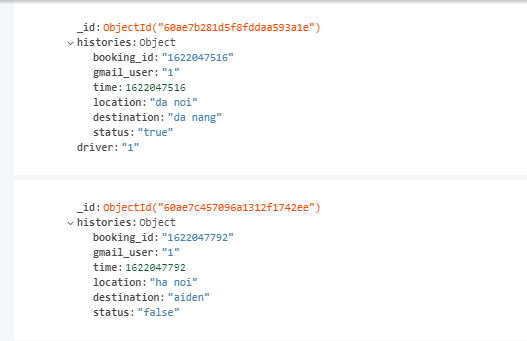 _id:ObjectId("60ae7b281d5f8fddaa593a1e")
histories:Object
booking_id:"1622047516"
gmail_user:"1"
time:1622047516
location:"da noi"
destination:"da nang"
status:"true"
driver:"1"
_id:ObjectId("60ae7c457096a1312f1742ee")
histories:Object
booking_id:"1622047792"
gmail_user:"1"
time:1622047792
location:"ha noi"
destination:"aiden"
status:"false"